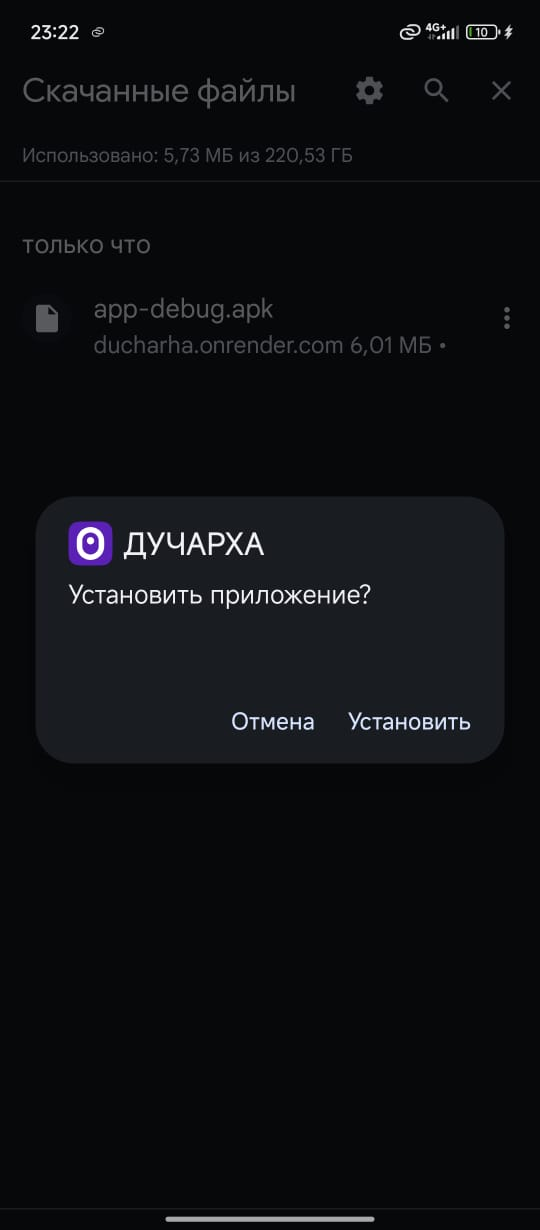 23:22 4G+ 10
Скачанные файлы
Использовано: 5,73 МБ из 220,53 ГБ
только что
app-debug.apk
ducharha.onrender.com 6,01 МБ •
ДУЧАРХА
Установить приложение?
Отмена Установить